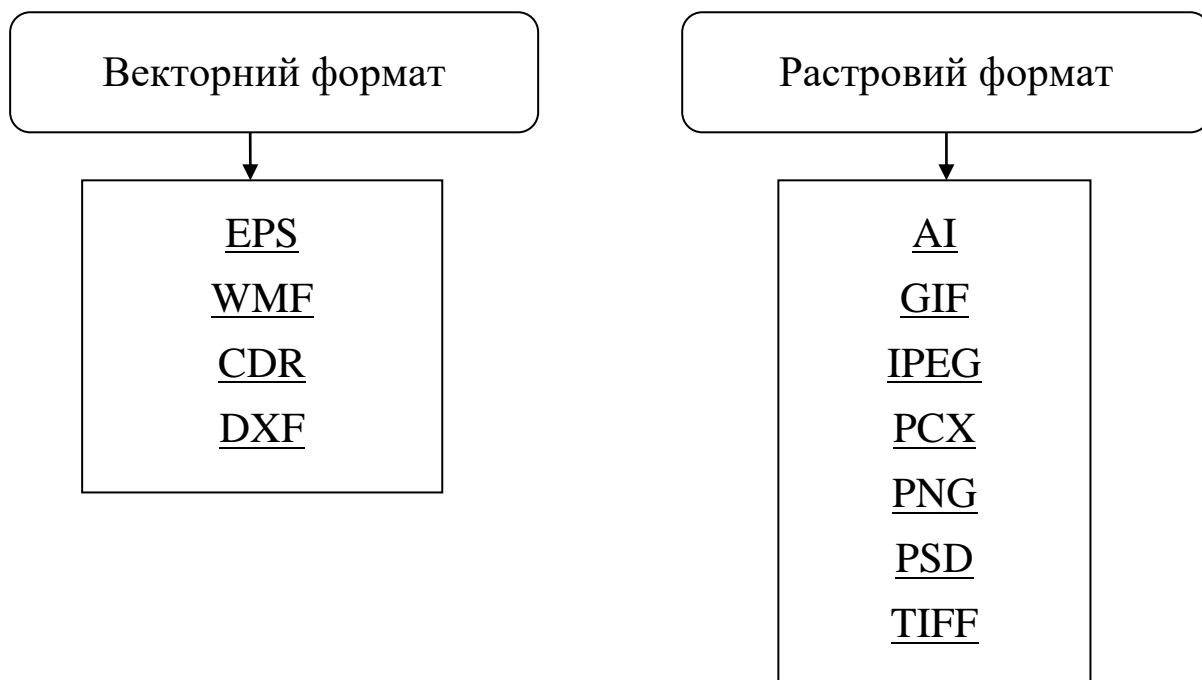 Векторний формат
EPS
WMF
CDR
DXF
Растровий формат
AI
GIF
IPEG
PCX
PNG
PSD
TIFF